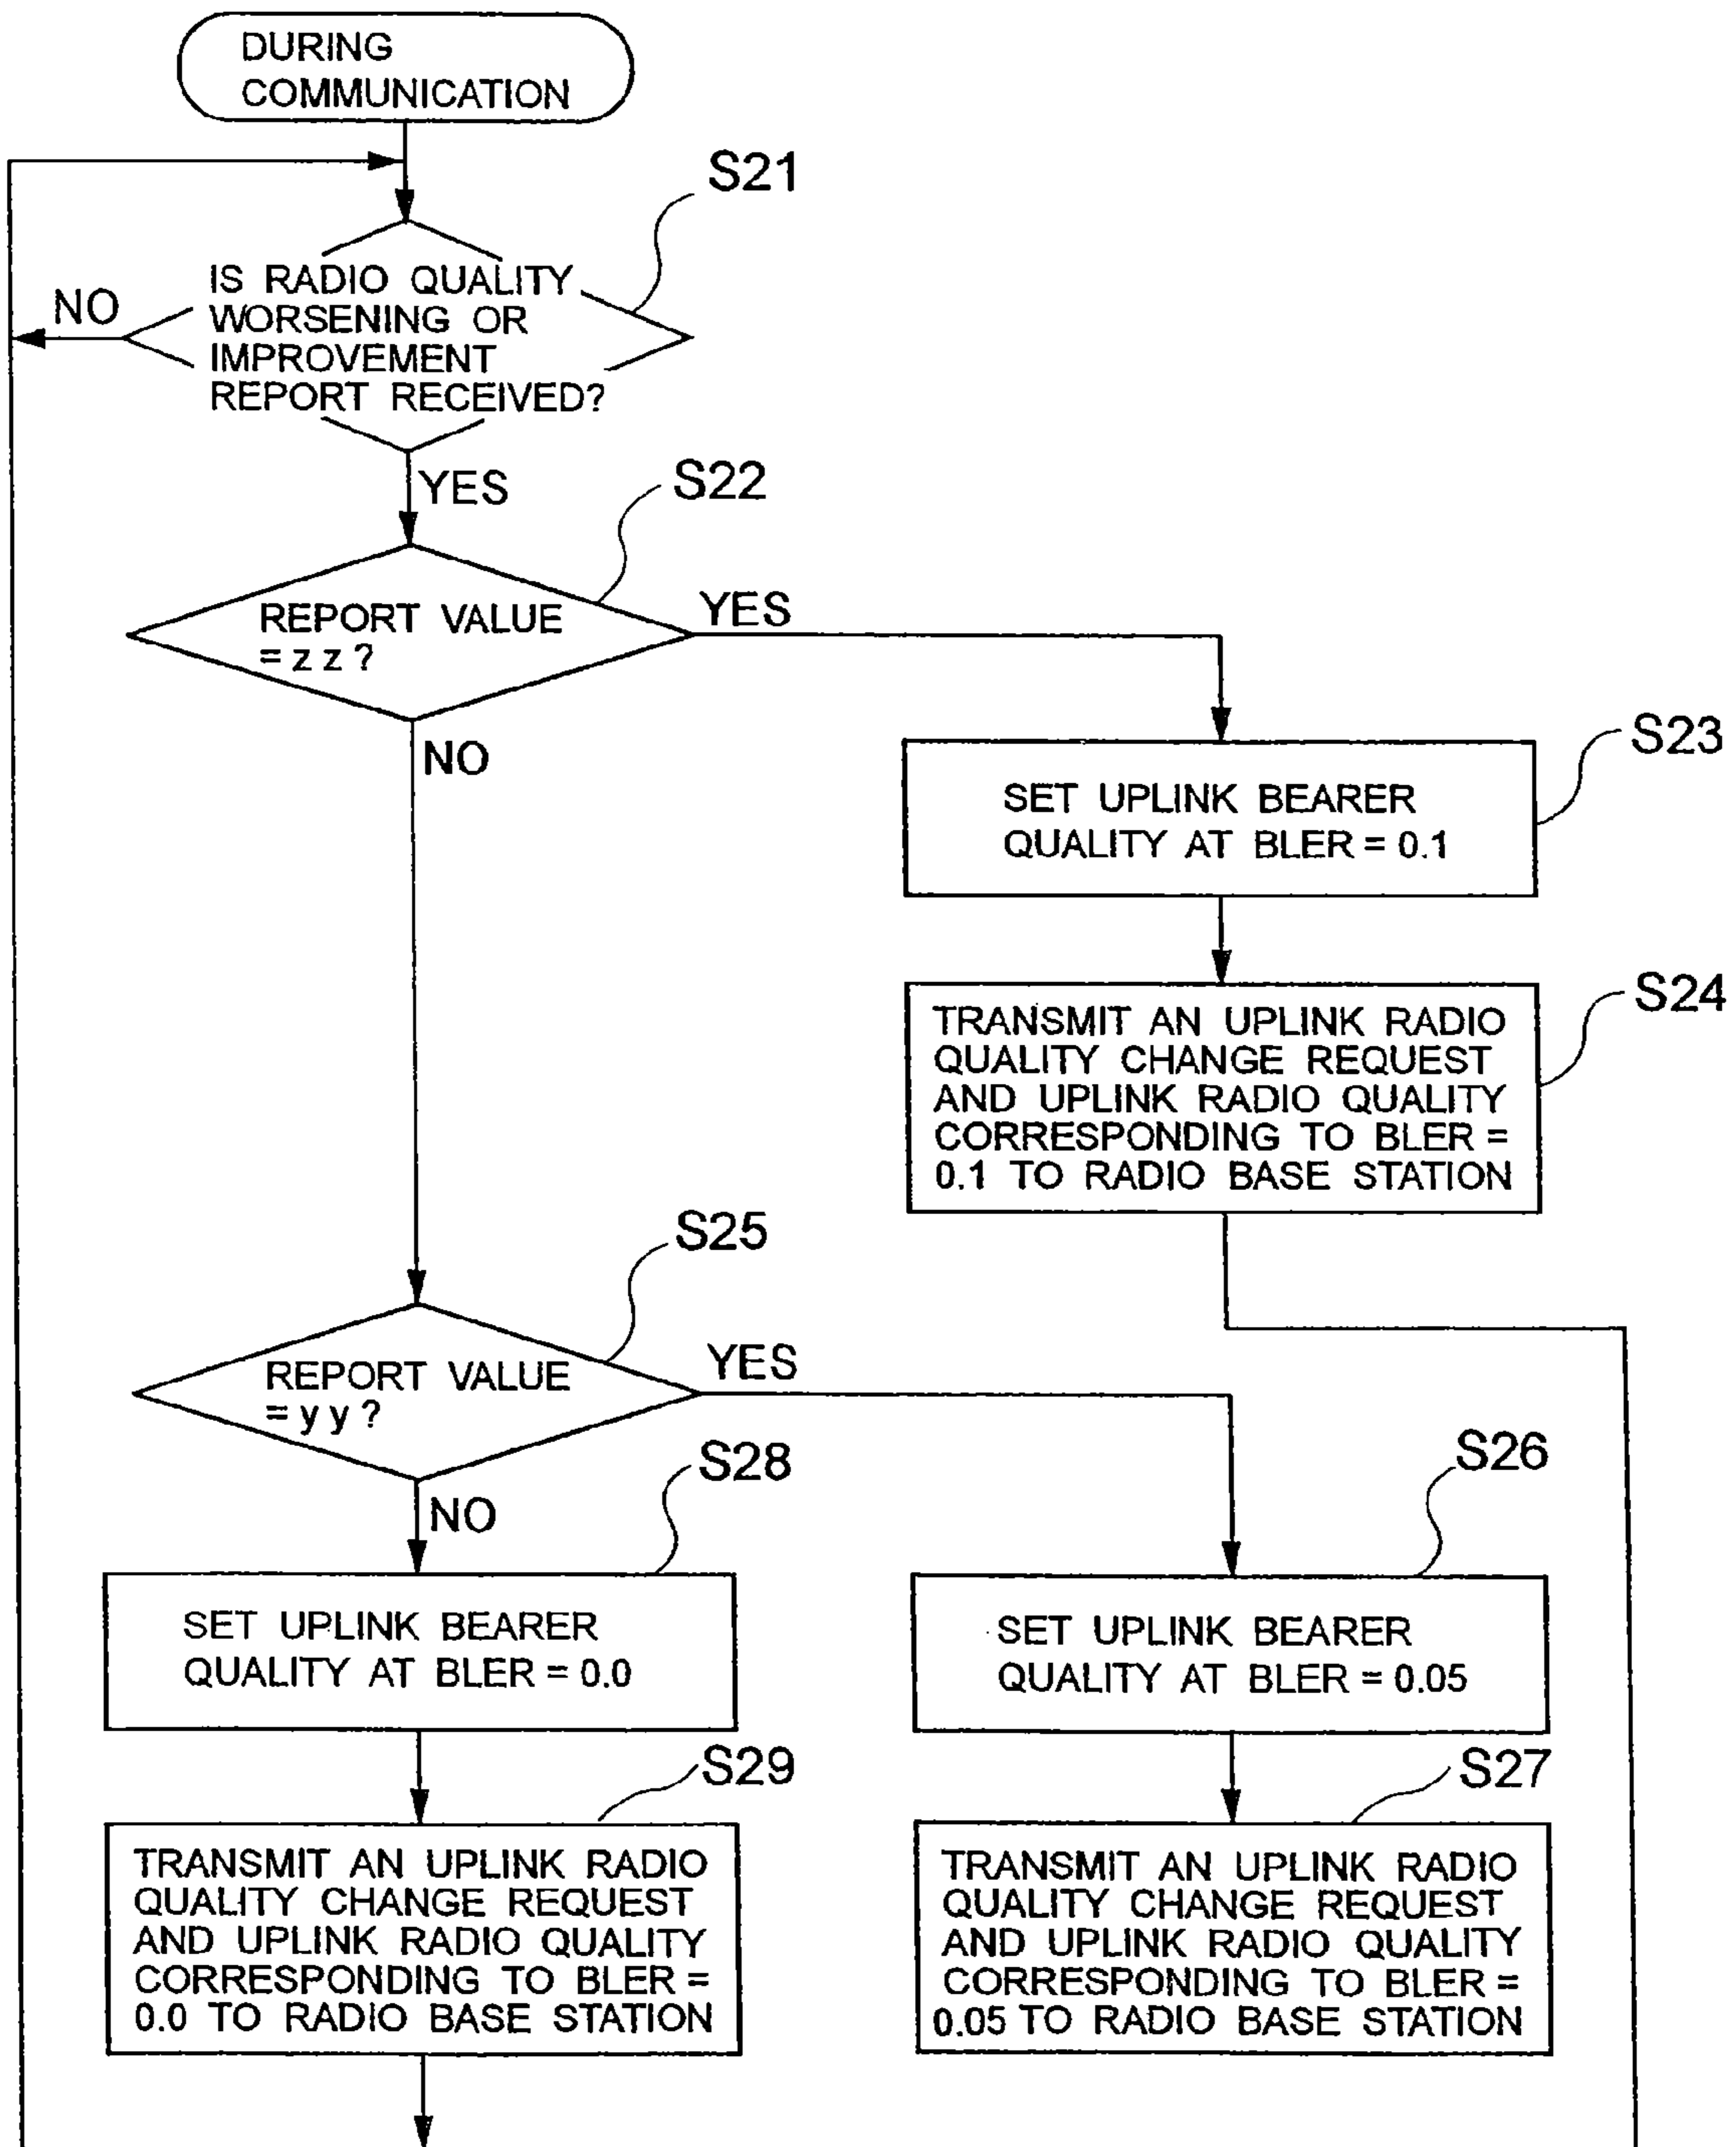 DURING
COMMUNICATION
S21
IS RADIO QUALITY
WORSENING OR
IMPROVEMENT
REPORT RECEIVED?
NO
YES
S22
REPORT VALUE
= z z ?
YES
NO
S23
SET UPLINK BEARER
QUALITY AT BLER = 0.1
S24
TRANSMIT AN UPLINK RADIO
QUALITY CHANGE REQUEST
AND UPLINK RADIO QUALITY
CORRESPONDING TO BLER =
0.1 TO RADIO BASE STATION
S25
REPORT VALUE
= y y ?
YES
NO
S28
SET UPLINK BEARER
QUALITY AT BLER = 0.0
S26
SET UPLINK BEARER
QUALITY AT BLER = 0.05
S29
TRANSMIT AN UPLINK RADIO
QUALITY CHANGE REQUEST
AND UPLINK RADIO QUALITY
CORRESPONDING TO BLER =
0.0 TO RADIO BASE STATION
S27
TRANSMIT AN UPLINK RADIO
QUALITY CHANGE REQUEST
AND UPLINK RADIO QUALITY
CORRESPONDING TO BLER =
0.05 TO RADIO BASE STATION